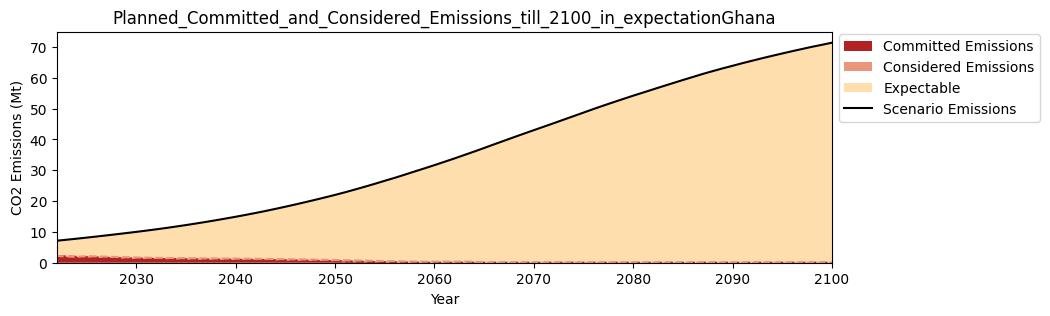 Planned_Committed_and_Considered_Emissions_till_2100_in_expectationGhana
CO2 Emissions (Mt)
70
60
50
40
30
20
10
0
2030 2040 2050 2060 2070 2080 2090 2100
Year
Committed Emissions
Considered Emissions
Expectable
Scenario Emissions